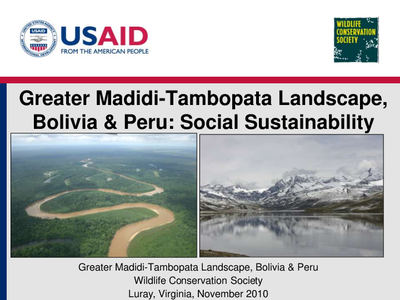 USAID
FROM THE AMERICAN PEOPLE
WILDLIFE
CONSERVATION
SOCIETY
Greater Madidi-Tambopata Landscape,
Bolivia & Peru: Social Sustainability
Greater Madidi-Tambopata Landscape, Bolivia & Peru
Wildlife Conservation Society
Luray, Virginia, November 2010